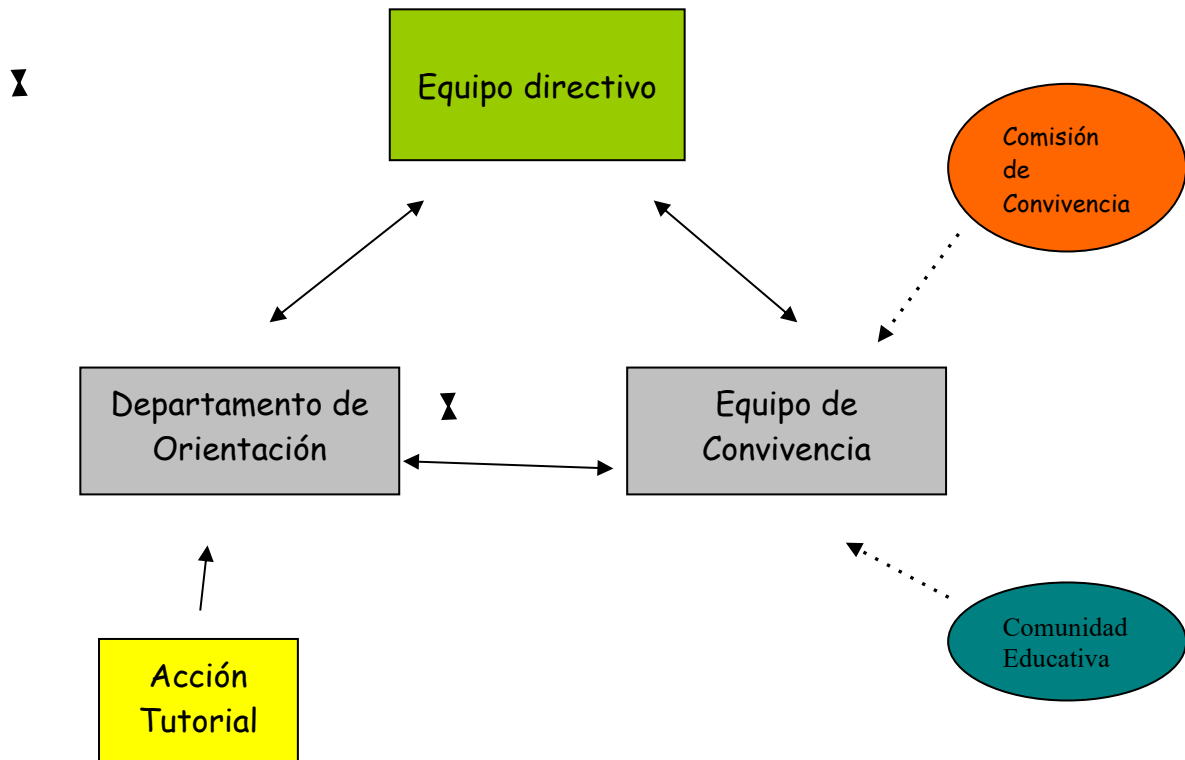 Equipo directivo
Comisión
de
Convivencia
Departamento de
Orientación
Equipo de
Convivencia
Acción
Tutorial
Comunidad
Educativa